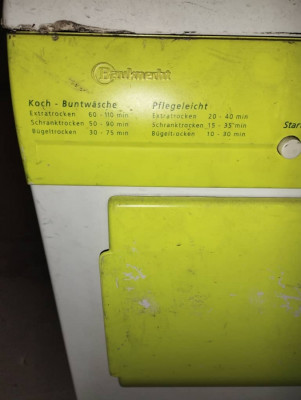 Bauknecht
Koch - Buntwäsche Pflegeleicht
Extratrocken 60 - 110 min Extratrocken 20 - 40 min
Schranktrocken 50 - 90 min Schranktrocken 15 - 35 min
Bügeltrocken 30 - 75 min Bügeltrocken 10 - 30 min
Star